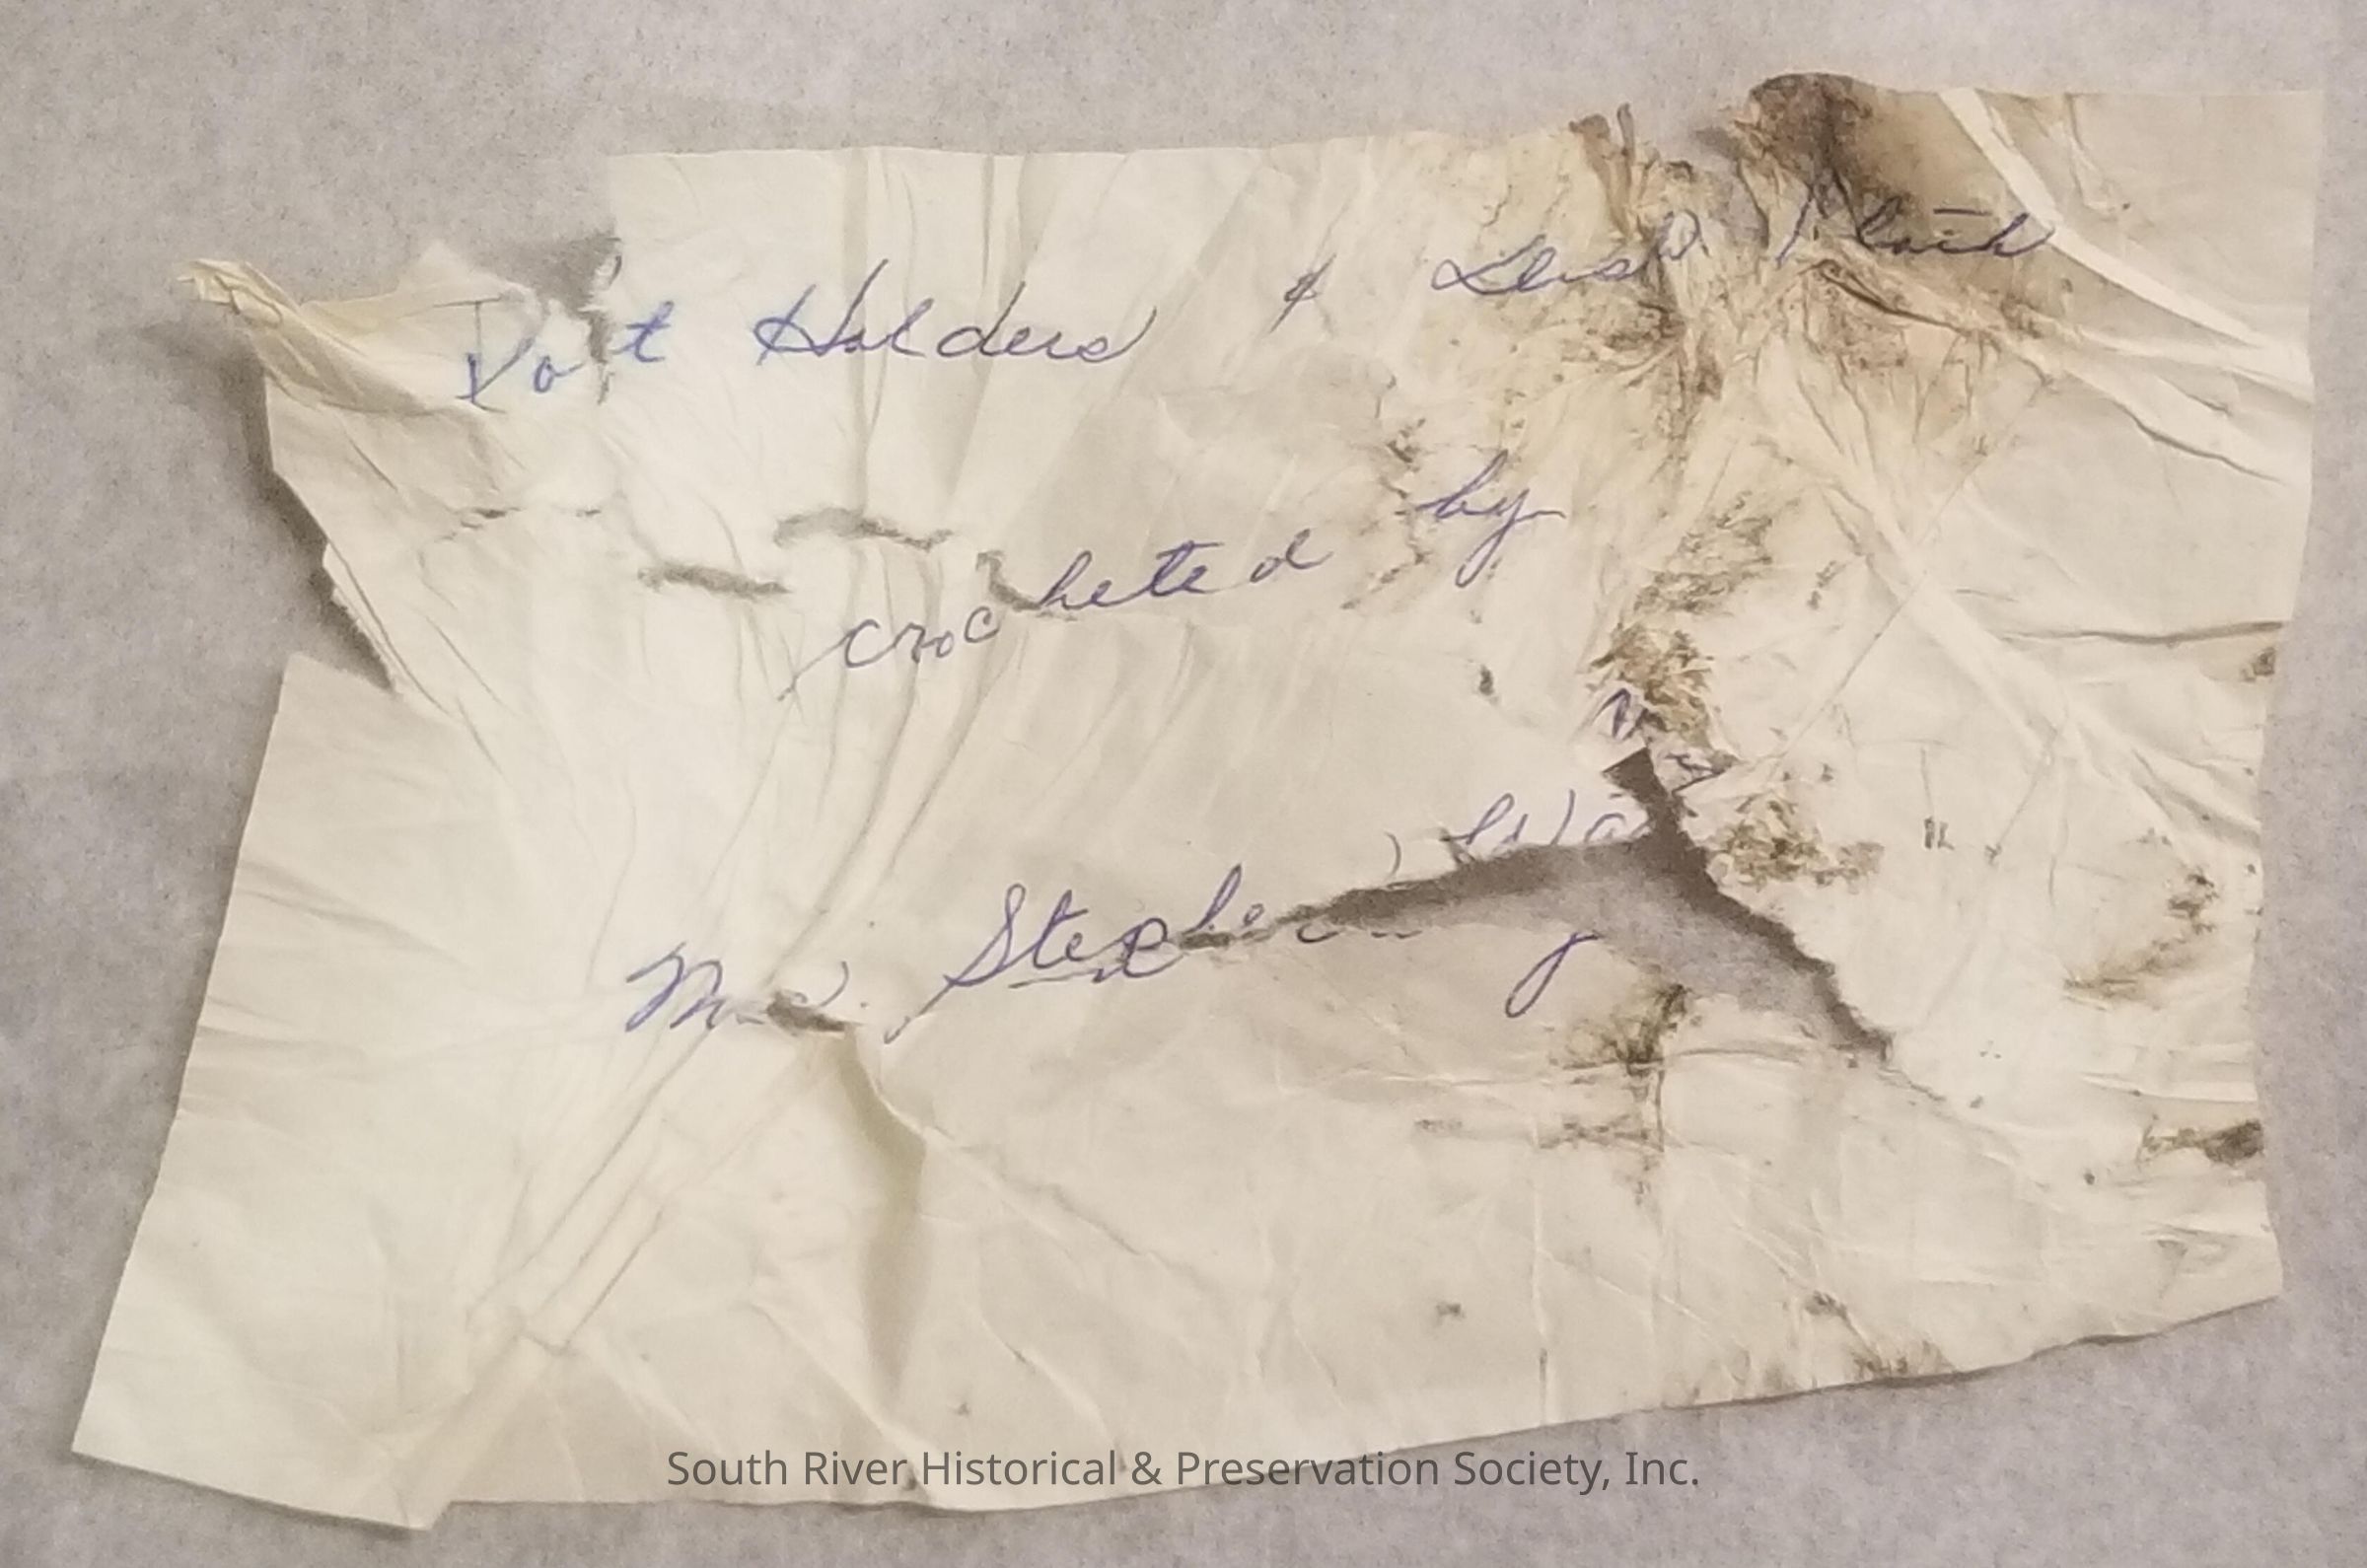 Pot Holders & Dish Cloth
crocheted by
Mrs. Stephen
South River Historical & Preservation Society, Inc.